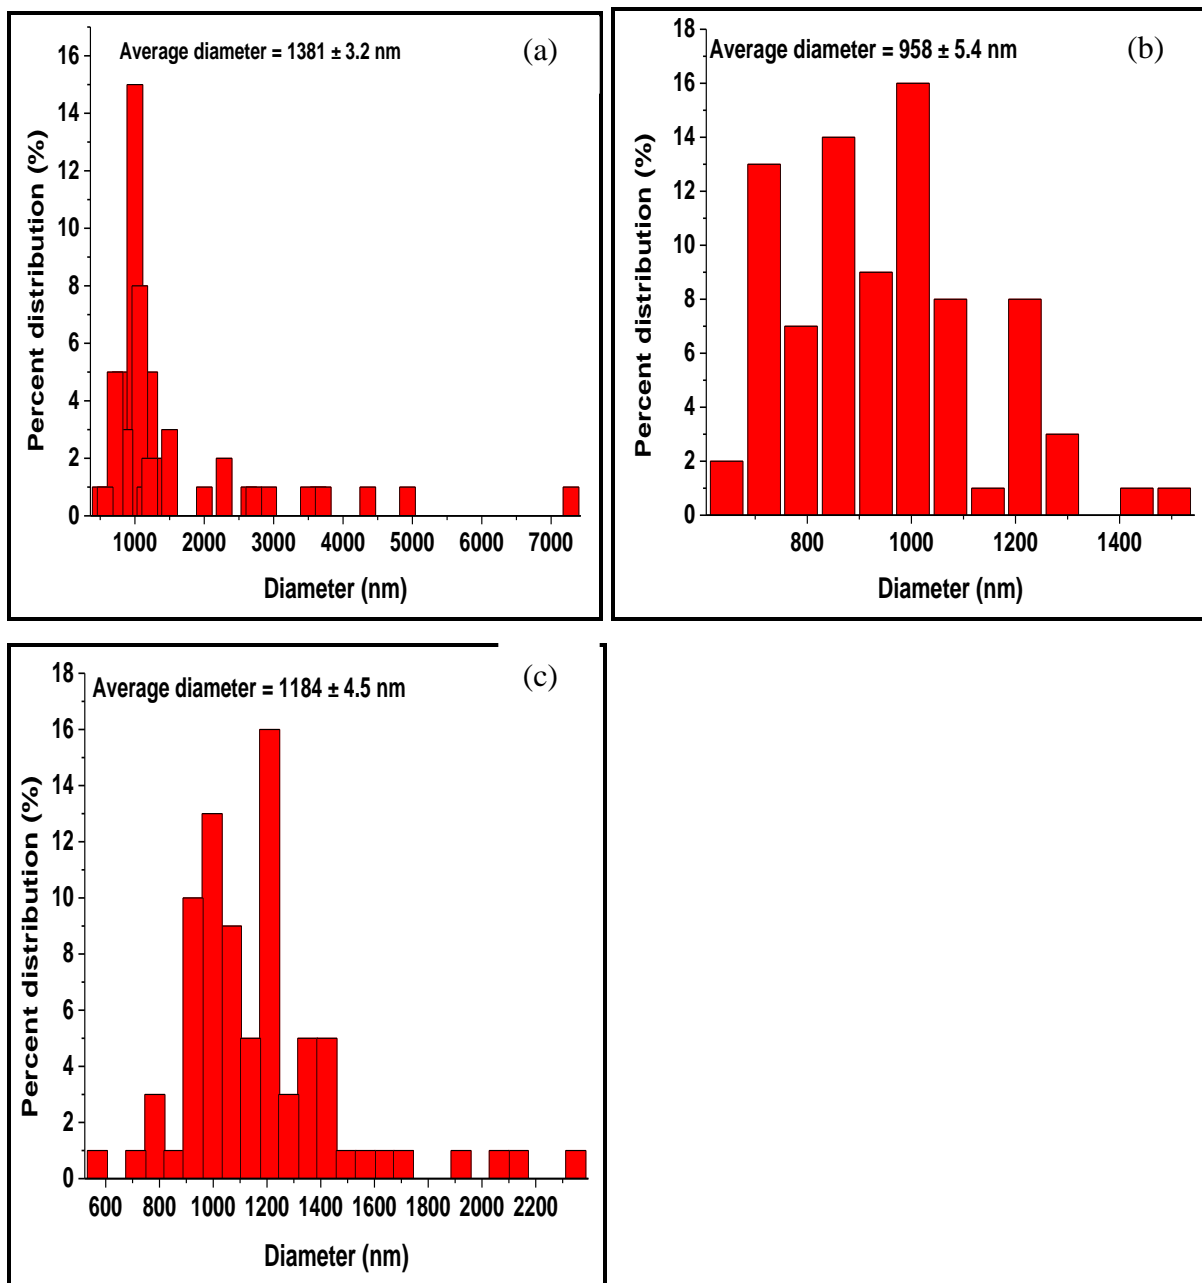 Average diameter = 1381 ± 3.2 nm
(a)
16
14
12
10
8
6
4
2
0
Percent distribution (%)
1000 2000 3000 4000 5000 6000 7000
Diameter (nm)
18
Average diameter = 958 ± 5.4 nm
(b)
16
14
12
10
8
6
4
2
0
Percent distribution (%)
800 1000 1200 1400
Diameter (nm)
18
Average diameter = 1184 ± 4.5 nm
(c)
16
14
12
10
8
6
4
2
0
Percent distribution (%)
600 800 1000 1200 1400 1600 1800 2000 2200
Diameter (nm)